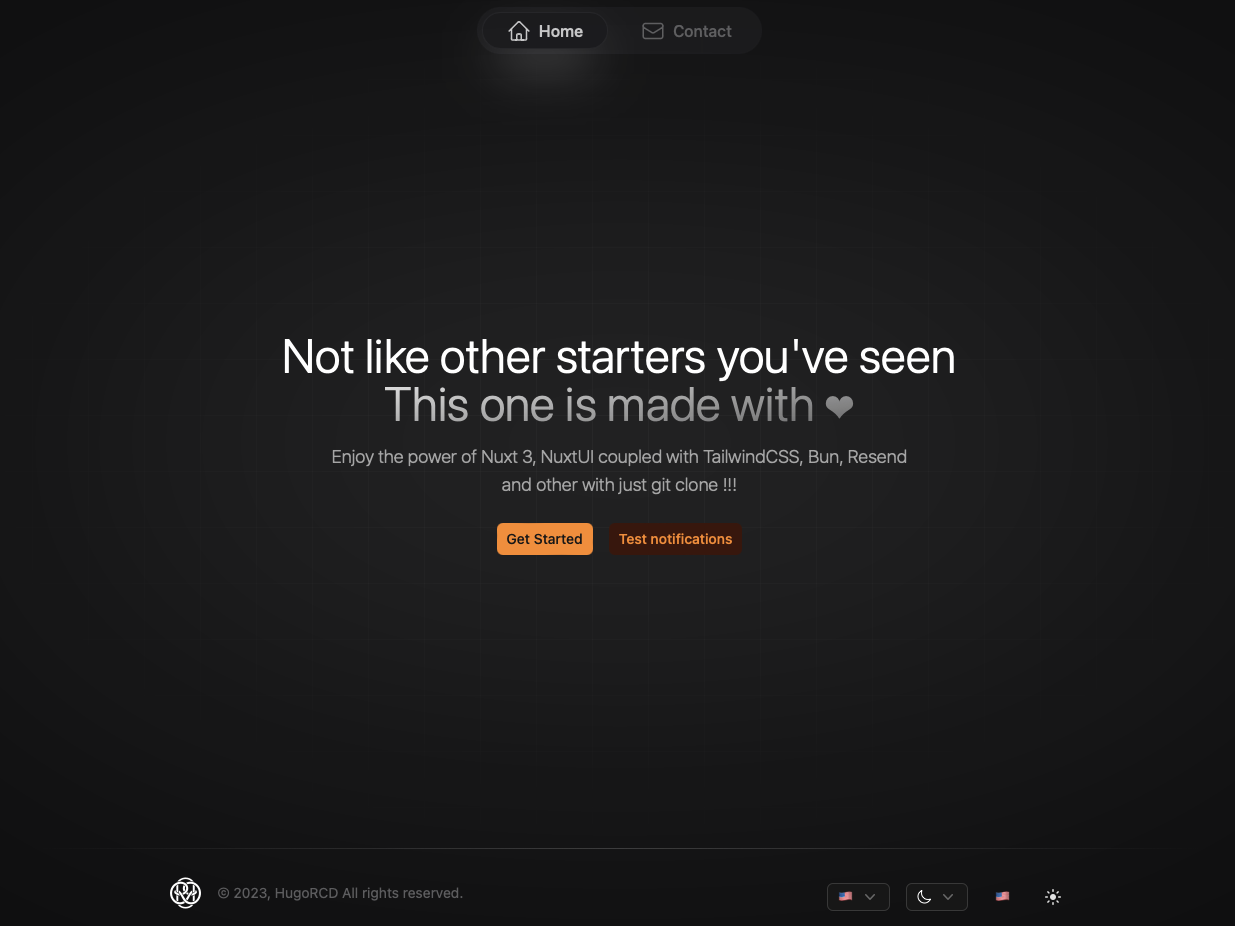 Home
Contact
Not like other starters you've seen
This one is made with ❤
Enjoy the power of Nuxt 3, NuxtUI coupled with TailwindCSS, Bun, Resend
and other with just git clone !!!
Get Started
Test notifications
© 2023, HugoRCD All rights reserved.